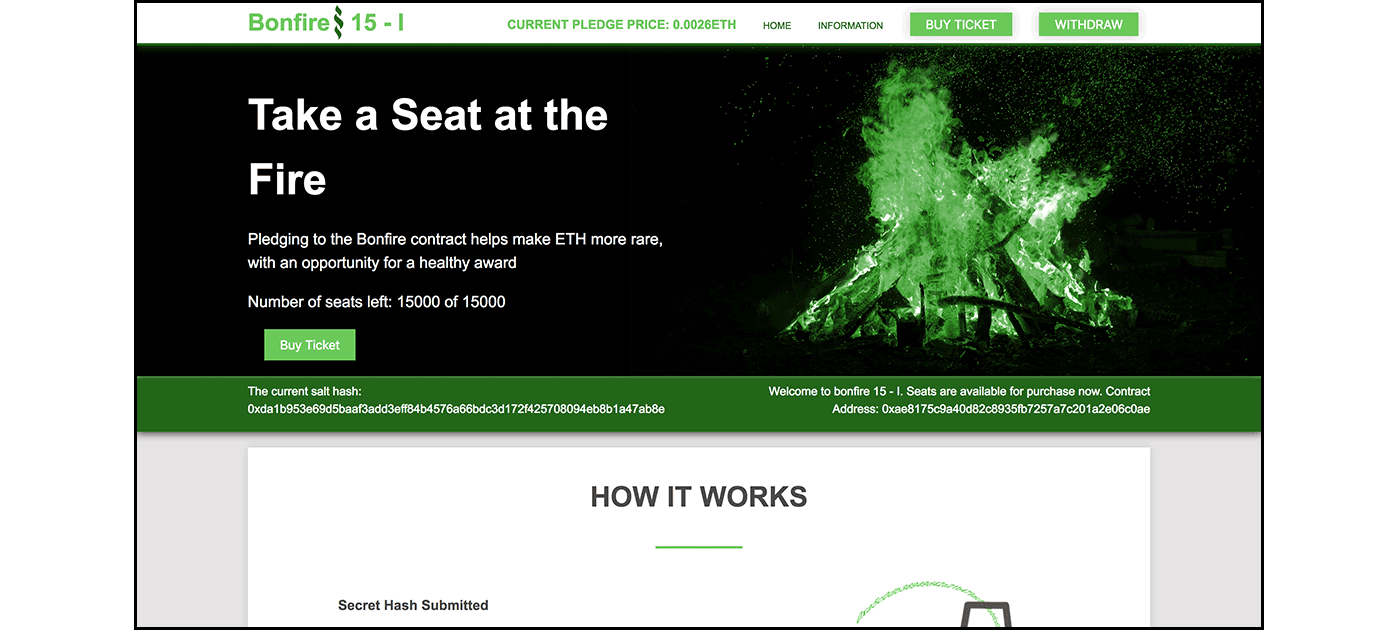 Bonfire 15 - I
CURRENT PLEDGE PRICE: 0.0026ETH
HOME
INFORMATION
BUY TICKET
WITHDRAW
Take a Seat at the
Fire
Pledging to the Bonfire contract helps make ETH more rare,
with an opportunity for a healthy award
Number of seats left: 15000 of 15000
Buy Ticket
The current salt hash:
0xda1b953e69d5baaf3add3eff84b4576a66bdc3d172f425708094eb8b1a47ab8e
Welcome to bonfire 15 - I. Seats are available for purchase now. Contract
Address: 0xae8175c9a40d82c8935fb7257a7c201a2e06c0ae
HOW IT WORKS
Secret Hash Submitted